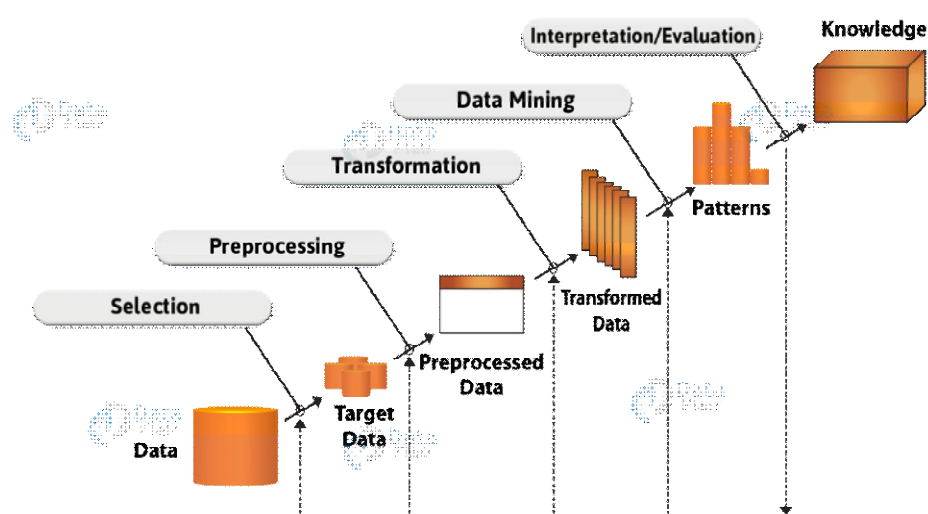 Knowledge
Interpretation/Evaluation
Data Mining
Patterns
Transformation
Transformed
Data
Preprocessing
Preprocessed
Data
Selection
Target
Data
Data